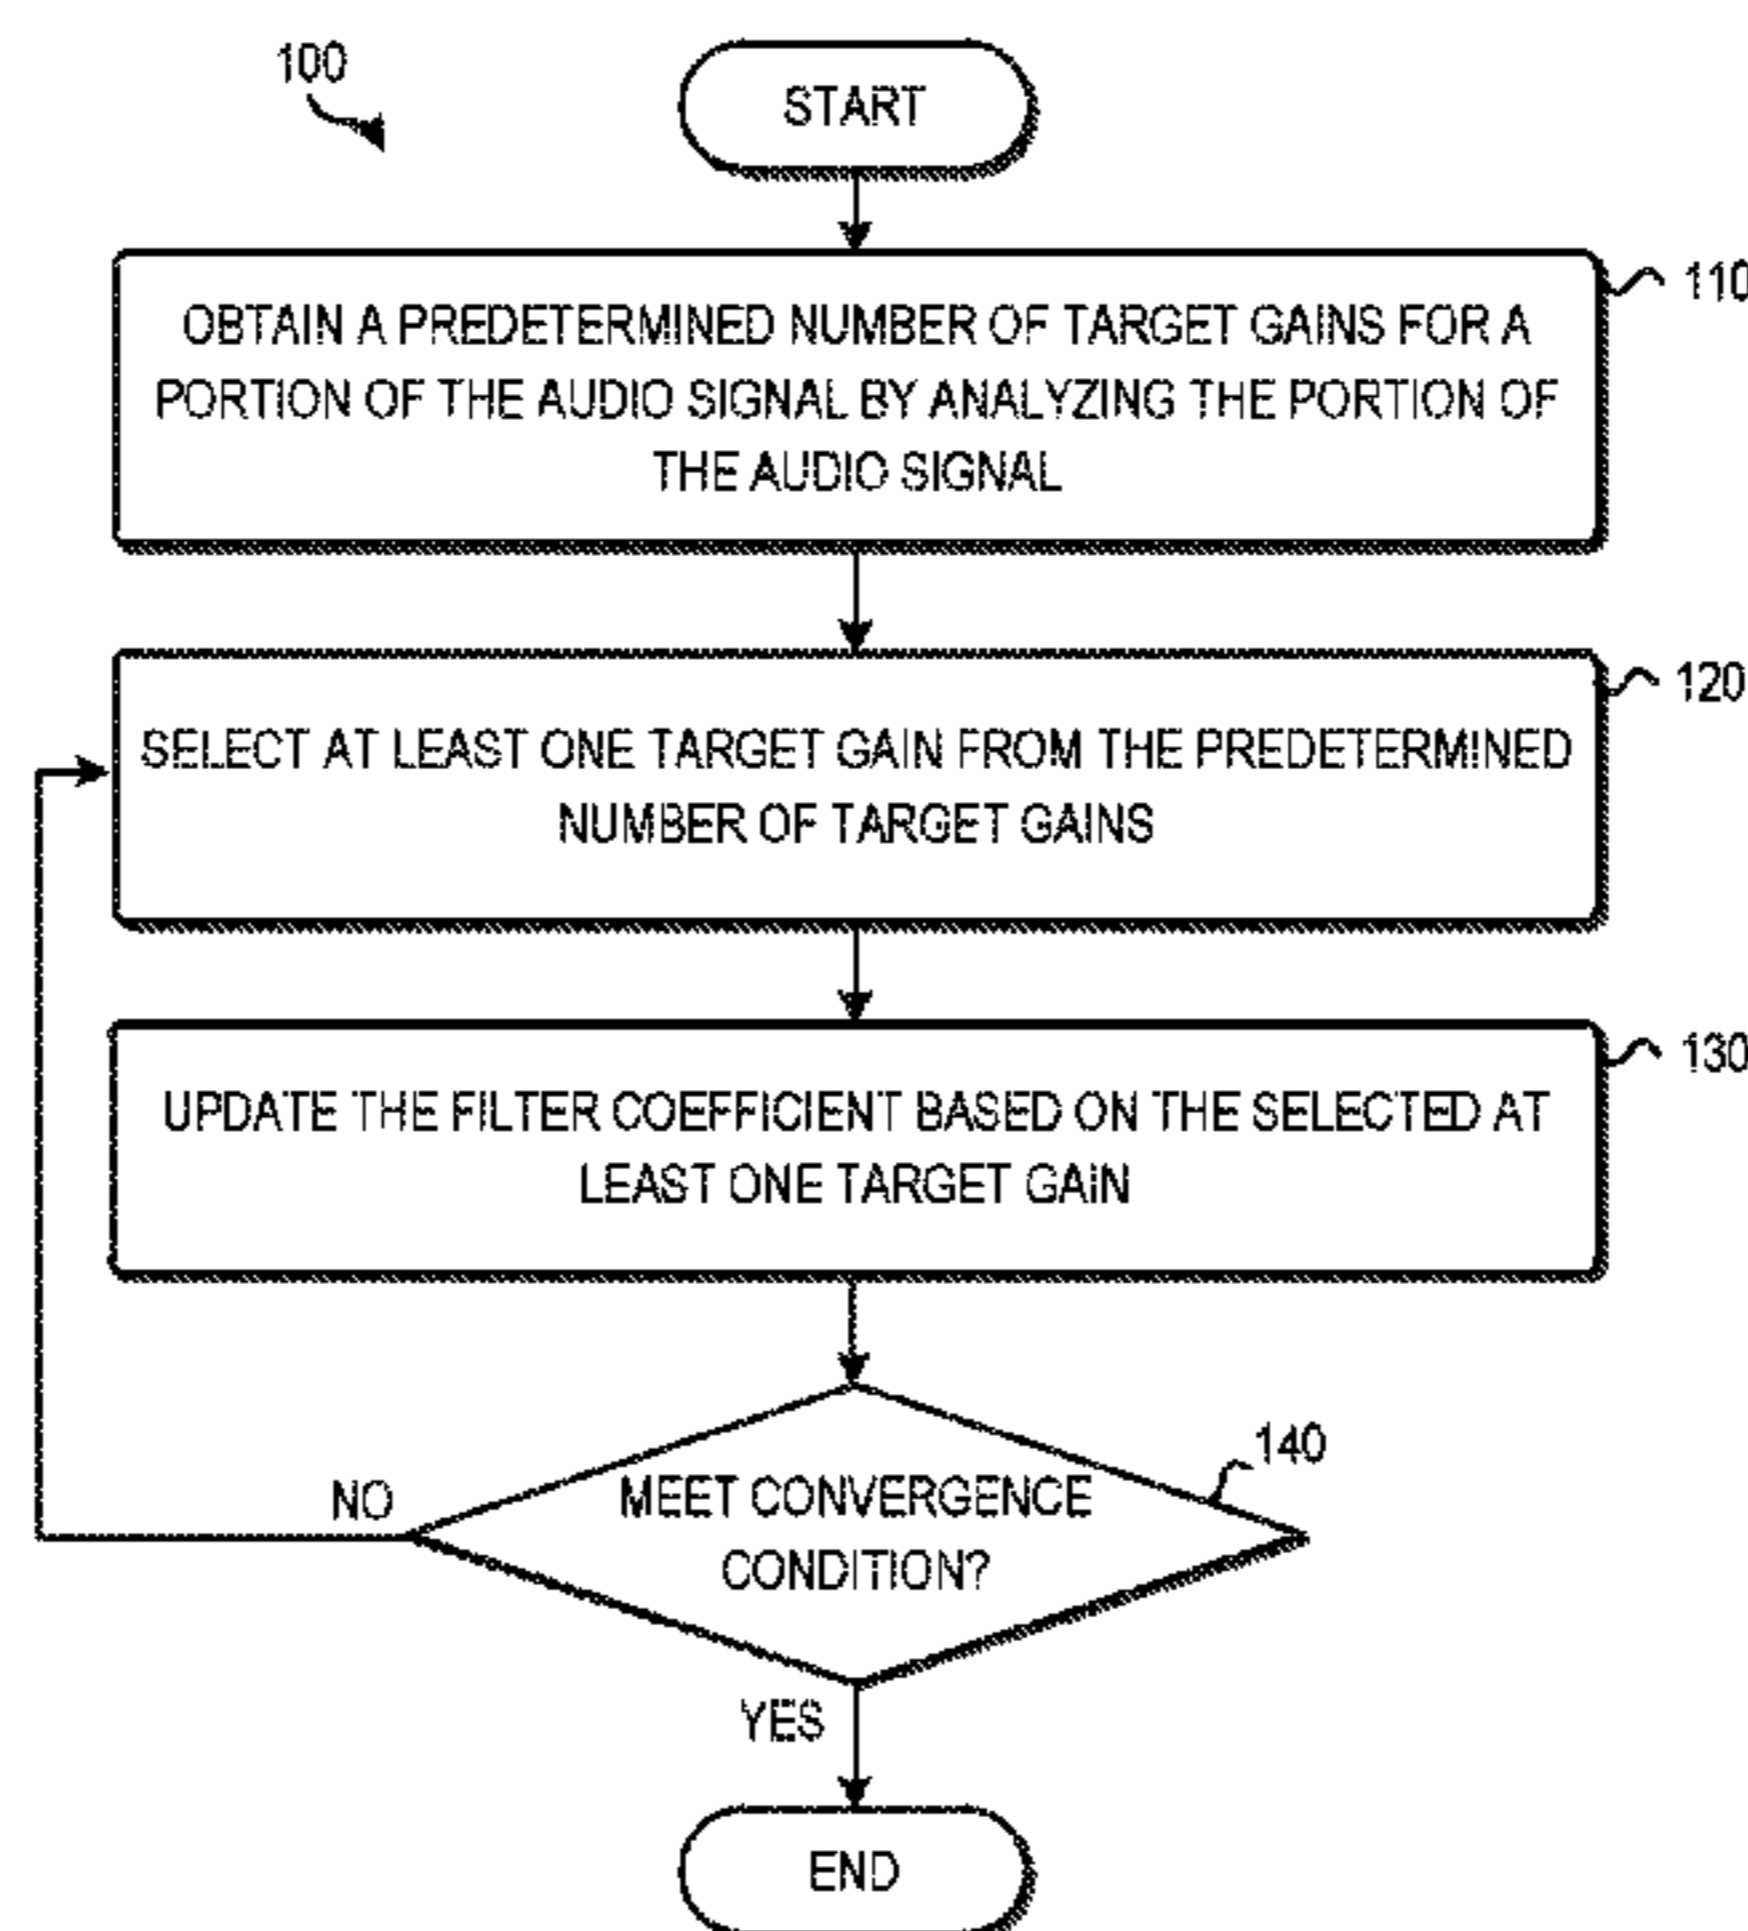 100
START
110
OBTAIN A PREDETERMINED NUMBER OF TARGET GAINS FOR A
PORTION OF THE AUDIO SIGNAL BY ANALYZING THE PORTION OF
THE AUDIO SIGNAL
120
SELECT AT LEAST ONE TARGET GAIN FROM THE PREDETERMINED
NUMBER OF TARGET GAINS
130
UPDATE THE FILTER COEFFICIENT BASED ON THE SELECTED AT
LEAST ONE TARGET GAIN
140
NO
MEET CONVERGENCE
CONDITION?
YES
END